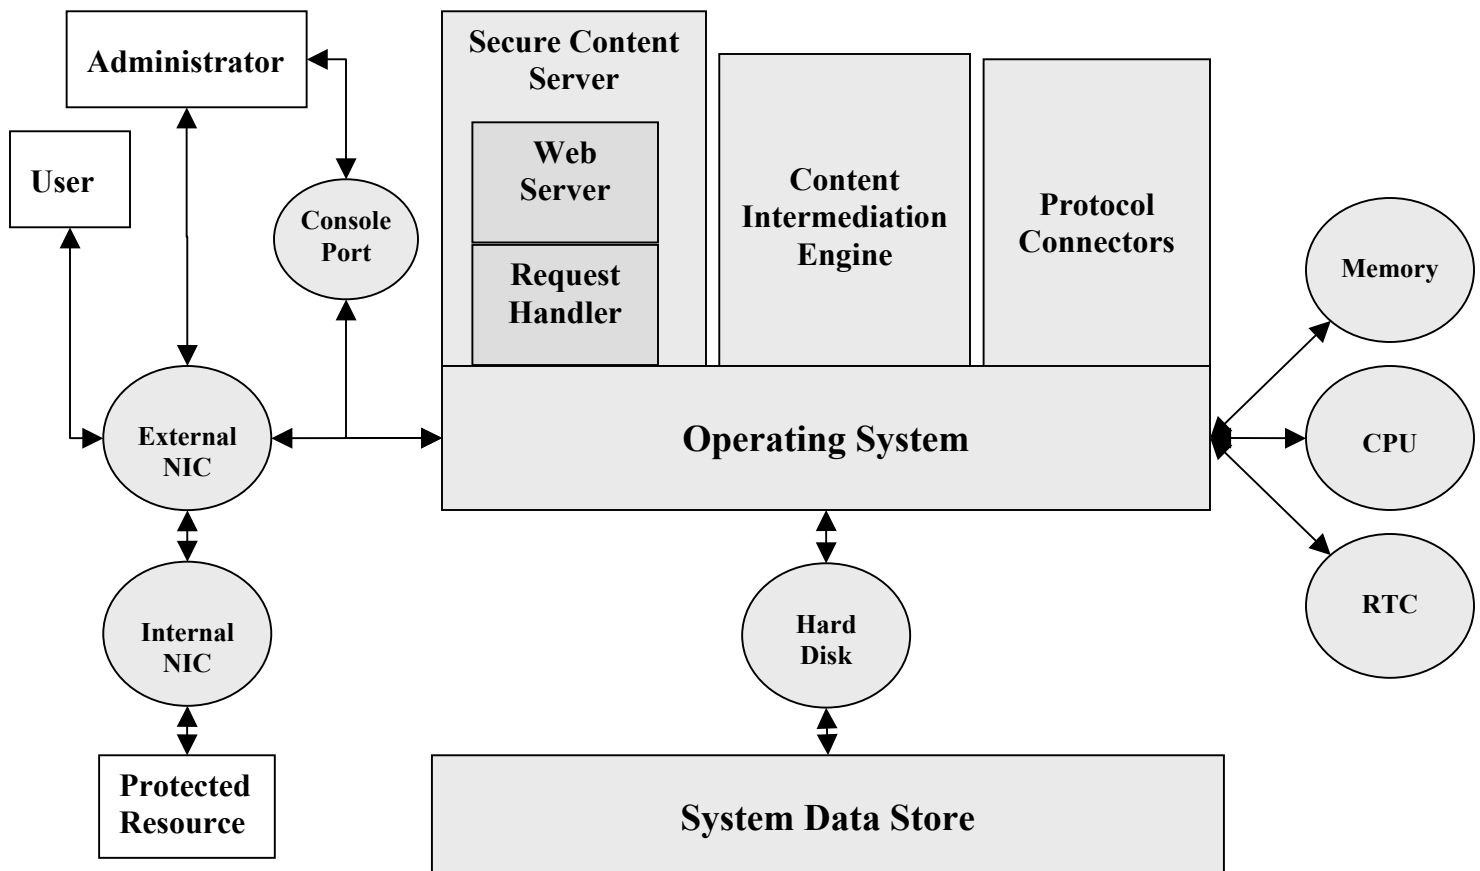 Administrator
User
Console
Port
Secure Content
Server
Web
Server
Request
Handler
Content
Intermediation
Engine
Protocol
Connectors
Memory
External
NIC
Operating System
CPU
Internal
NIC
Hard
Disk
RTC
Protected
Resource
System Data Store